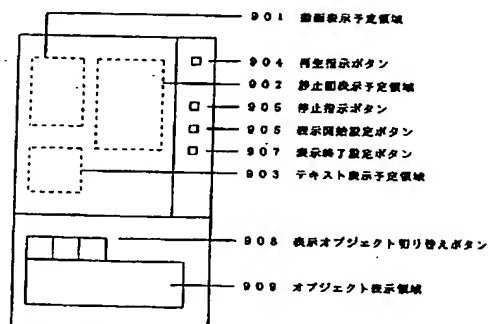 901 動画表示予定領域
904 再生指示ボタン
902 静止画表示予定領域
905 停止指示ボタン
905 表示開始設定ボタン
907 表示終了設定ボタン
903 テキスト表示予定領域
908 表示オブジェクト切り替えボタン
909 オブジェクト表示領域